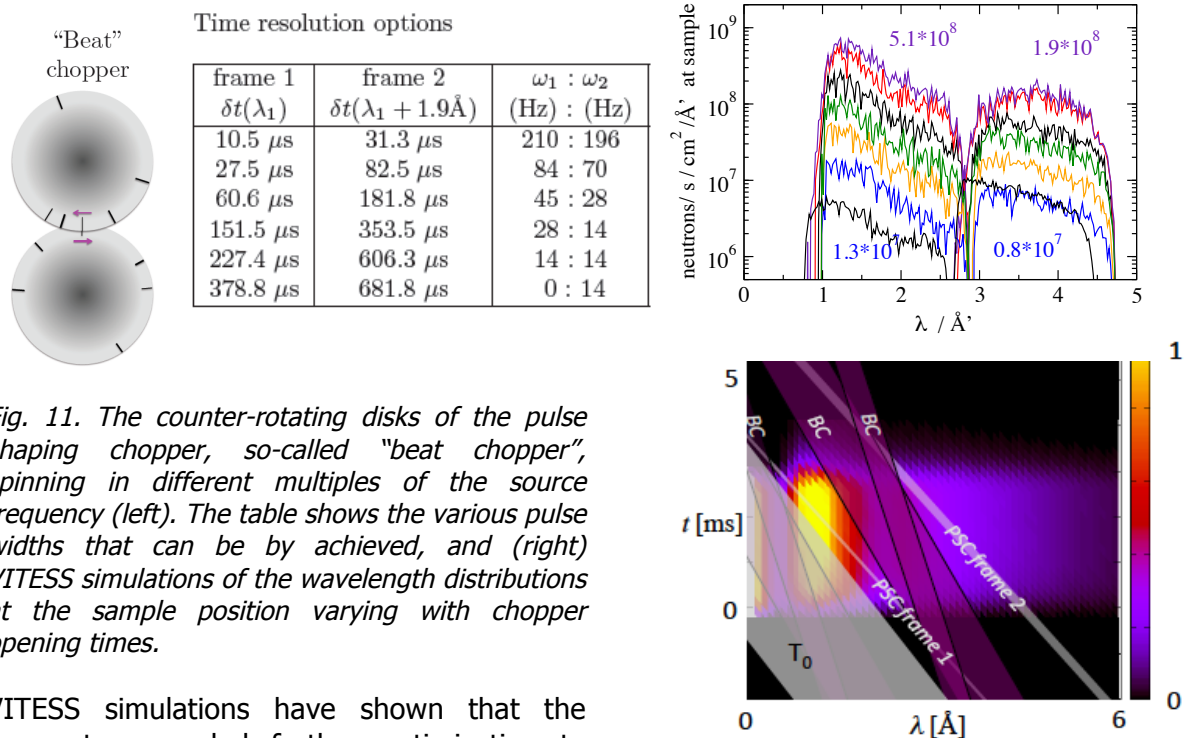 "Beat"
chopper
Time resolution options
frame 1 frame 2 ω₁ : ω₂
δt(λ₁) δt(λ₁ + 1.9Å) (Hz) : (Hz)
10.5 μs 31.3 μs 210 : 196
27.5 μs 82.5 μs 84 : 70
60.6 μs 181.8 μs 45 : 28
151.5 μs 353.5 μs 28 : 14
227.4 μs 606.3 μs 14 : 14
378.8 μs 681.8 μs 0 : 14
ig. 11. The counter-rotating disks of the pulse
haping chopper, so-called "beat chopper",
pinning in different multiples of the source
requency (left). The table shows the various pulse
widths that can be by achieved, and (right)
VITESS simulations of the wavelength distributions
t the sample position varying with chopper
pening times.
VITESS simulations have shown that the
neutrons/ s / cm² /Å' at sample
10⁹
10⁸
10⁷
10⁶
5.1*10⁸
1.9*10⁸
1.3*10
0.8*10⁷
0 1 2 3 4 5
λ / Å'
5
t [ms]
0
BC
BC
BC
PSC frame 1
PSC frame 2
T₀
0
6
λ [Å]
1
0